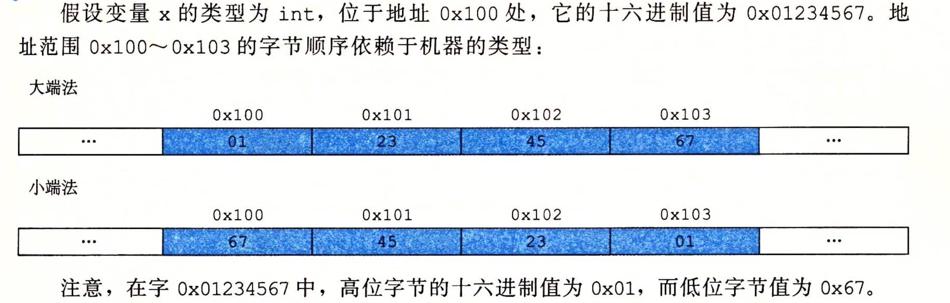 假设变量 x 的类型为 int，位于地址 0x100 处，它的十六进制值为 0x01234567。地
址范围 0x100～0x103 的字节顺序依赖于机器的类型：
大端法
0x100 0x101 0x102 0x103
… 01 23 45 67 …
小端法
0x100 0x101 0x102 0x103
… 67 45 23 01 …
注意，在字 0x01234567 中，高位字节的十六进制值为 0x01，而低位字节值为 0x67。